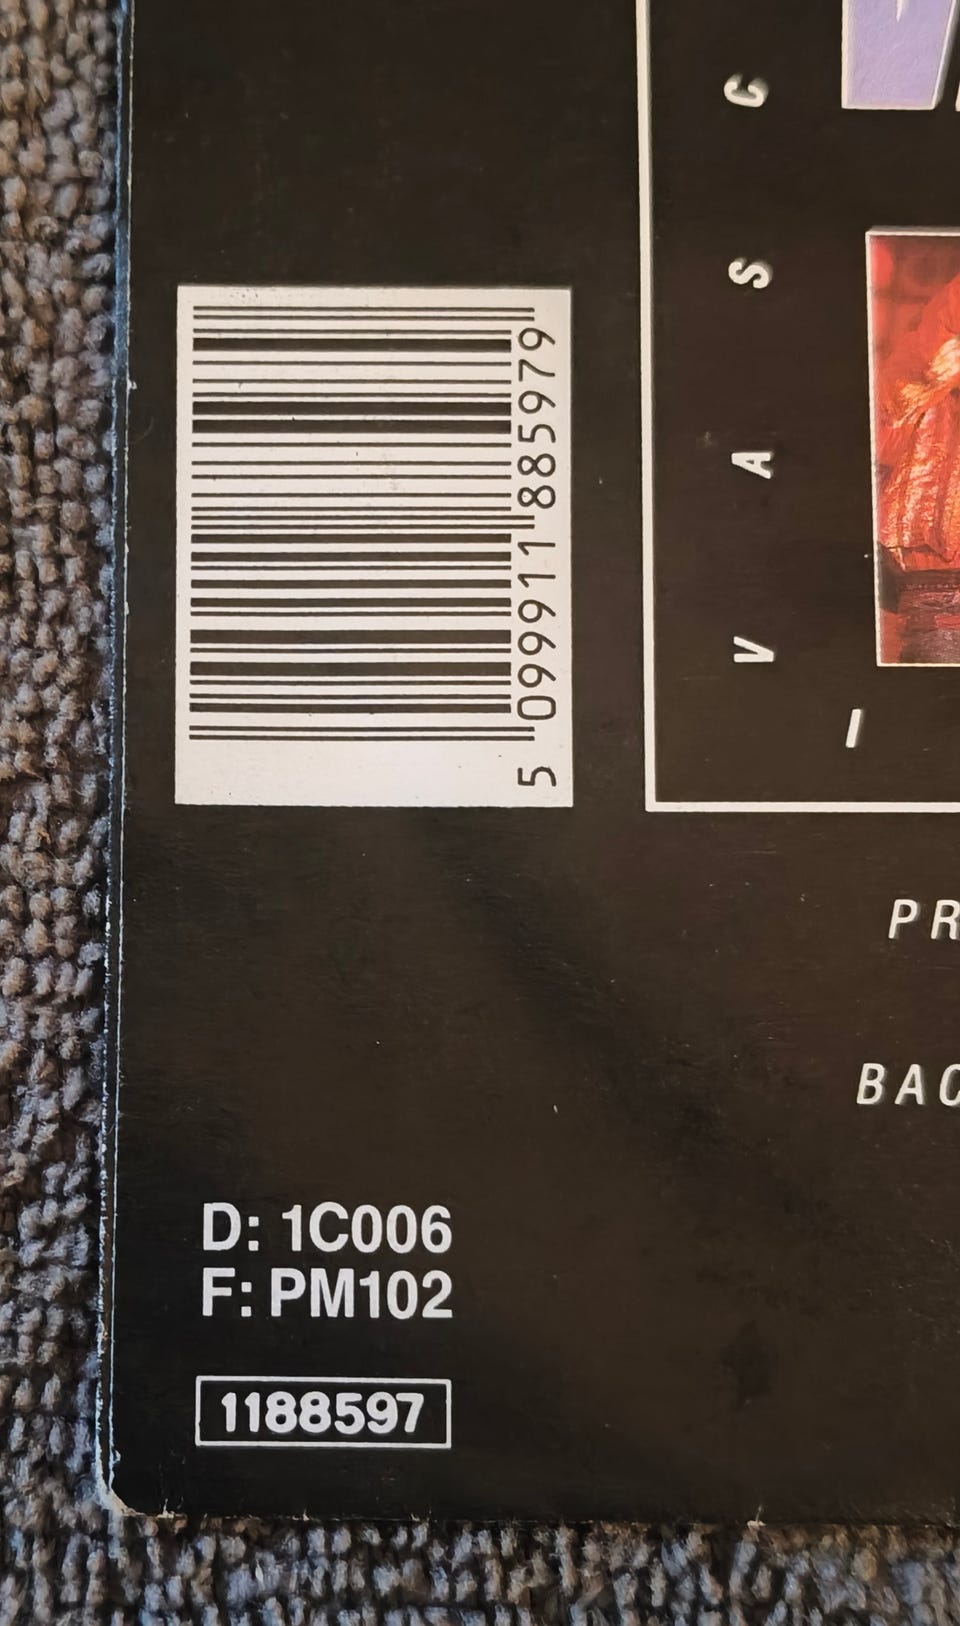 C
S
A
V
I
5 099911 885979
PR
BAC
D: 1C006
F: PM102
1188597